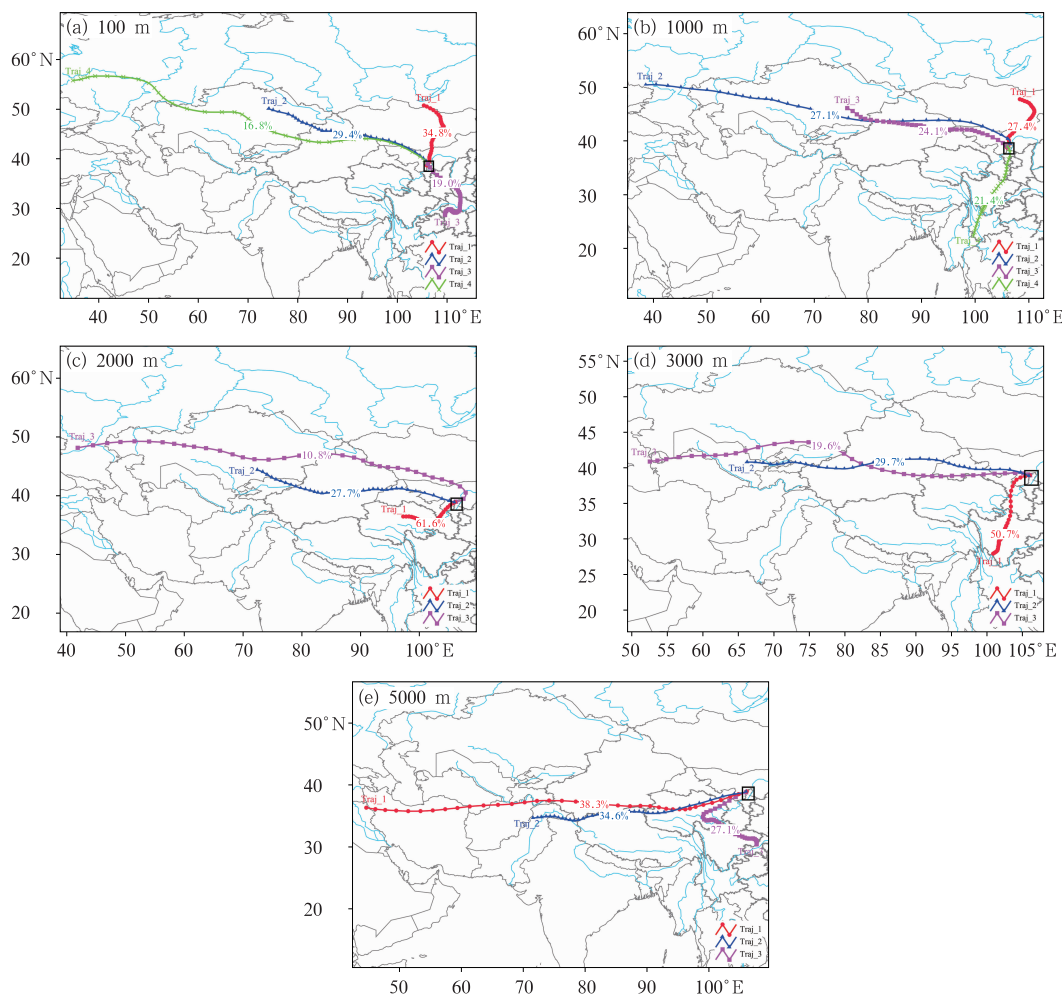 (a) 100 m
60°N
50
40
30
20
Traj_4
Traj_2
Traj_1
16.8%
29.4%
34.8%
19.0%
Traj_3
Traj_1
Traj_2
Traj_3
Traj_4
40 50 60 70 80 90 100 110°E
(b) 1000 m
60°N
50
40
30
20
Traj_2
Traj_3
Traj_1
27.1%
24.1%
27.4%
21.4%
Traj_1
Traj_2
Traj_3
Traj_4
40 50 60 70 80 90 100 110°E
(c) 2000 m
60°N
50
40
30
20
Traj_3
10.8%
Traj_2
27.7%
Traj_1
61.6%
Traj_1
Traj_2
Traj_3
40 50 60 70 80 90 100°E
(d) 3000 m
55°N
50
45
40
35
30
25
20
15
Traj_3
19.6%
Traj_2
29.7%
50.7%
Traj_1
Traj_1
Traj_2
Traj_3
50 55 60 65 70 75 80 85 90 95 100 105°E
(e) 5000 m
50°N
40
30
20
Traj_1
38.3%
Traj_2
34.6%
27.1%
Traj_1
Traj_2
Traj_3
50 60 70 80 90 100°E